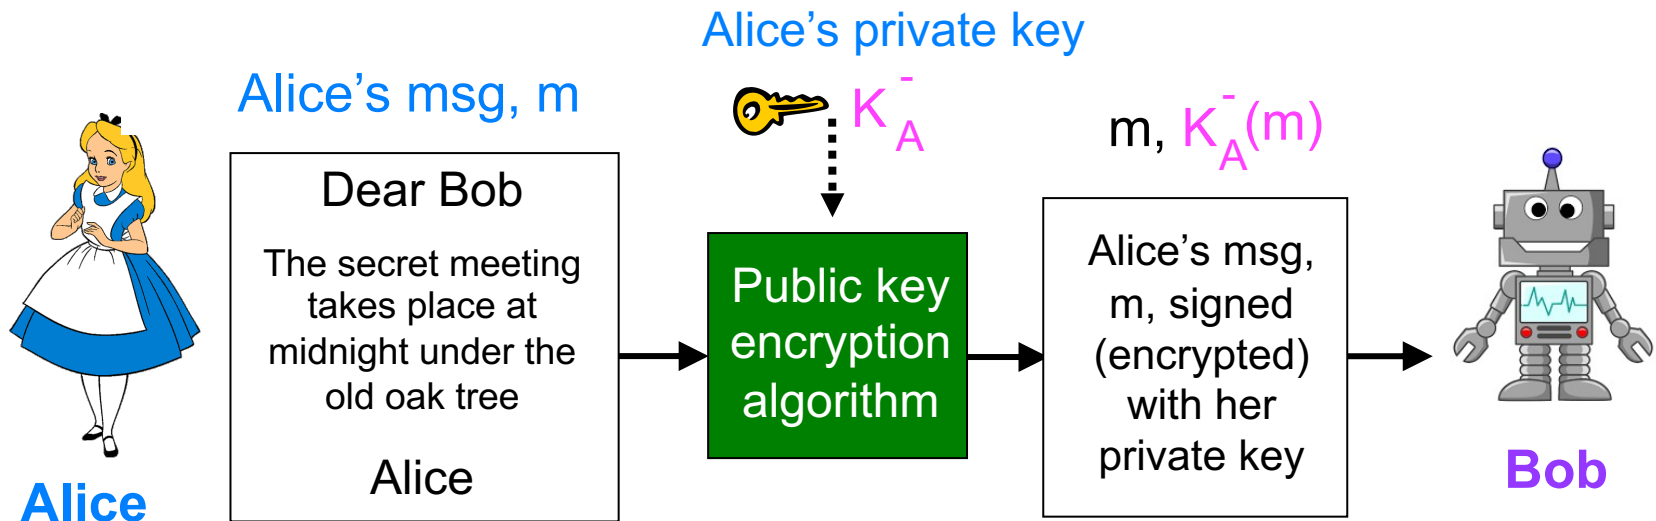 Alice's private key
K
-
A
Alice's msg, m
m, K
-
A
(m)
Dear Bob
The secret meeting
takes place at
midnight under the
old oak tree
Alice
Public key
encryption
algorithm
Alice's msg,
m, signed
(encrypted)
with her
private key
Alice
Bob